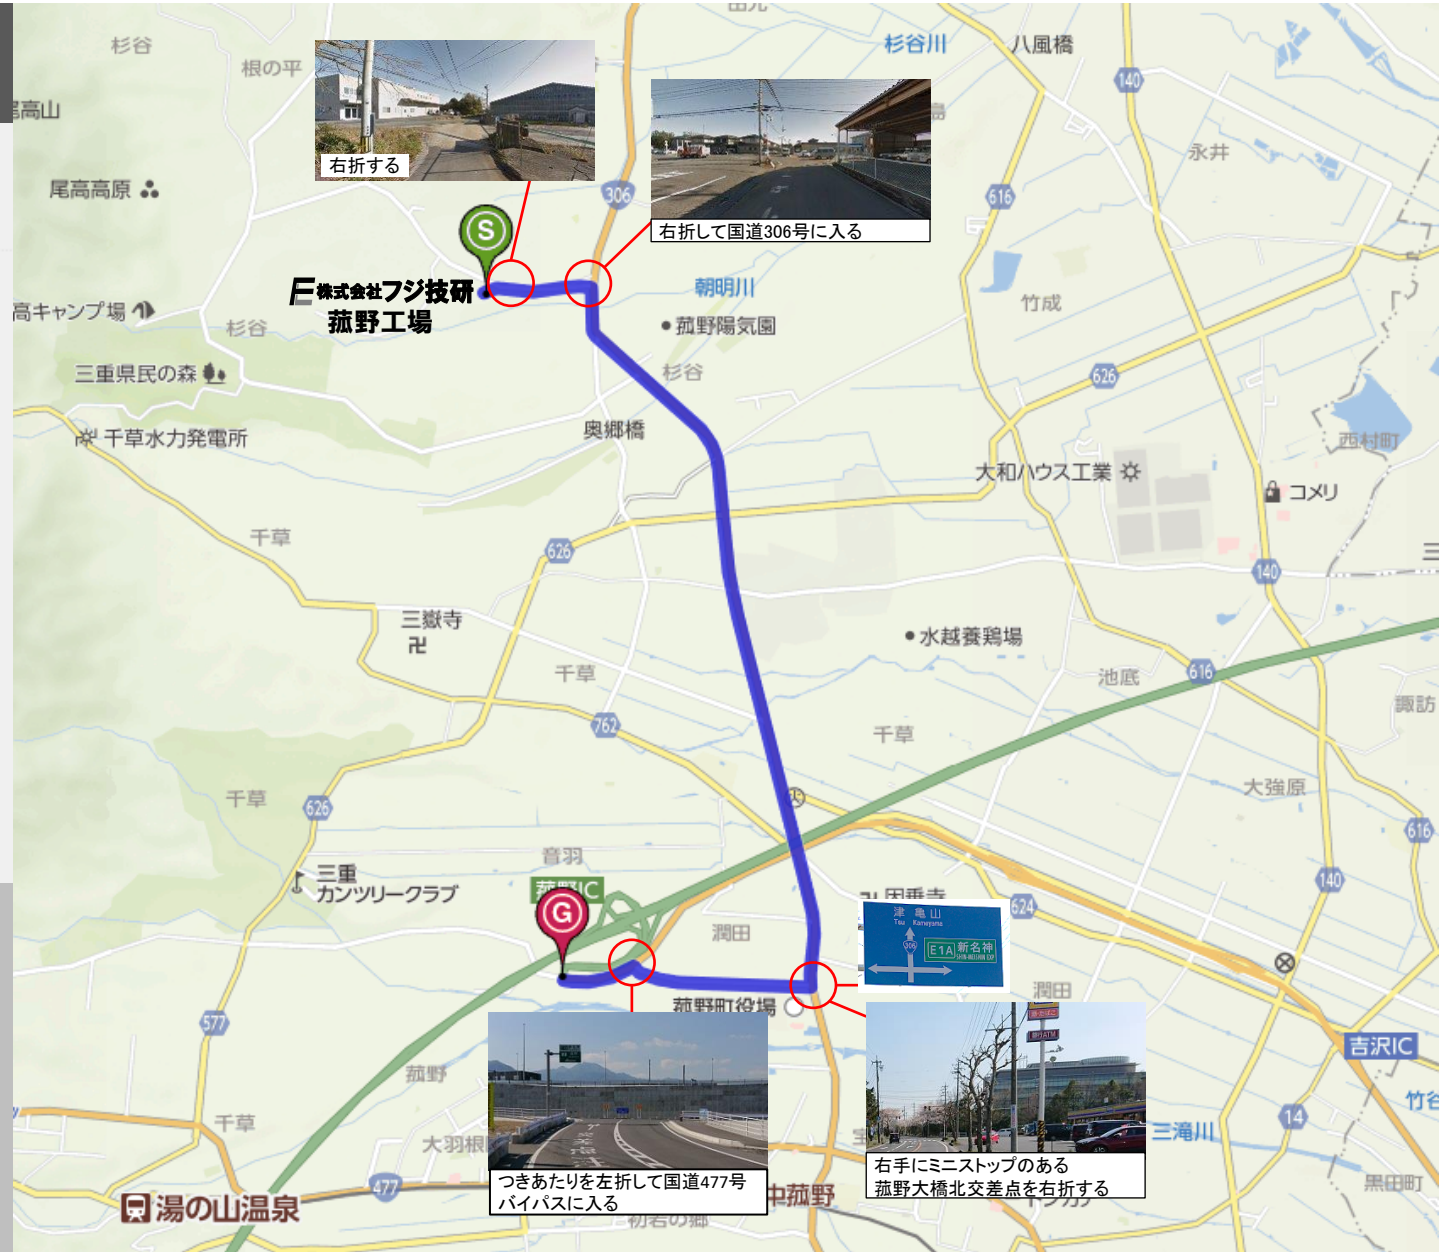 杉谷
根の平
杉谷川
八風橋
140
永井
尾高高原
右折する
306
616
右折して国道306号に入る
S
株式会社フジ技研
菰野工場
朝明川
竹成
高キャンプ場
杉谷
菰野陽気園
三重県民の森
杉谷
626
千草水力発電所
奥郷橋
西村町
大和ハウス工業
コメリ
千草
626
140
三嶽寺
水越養鶏場
千草
池底
616
諏訪
762
千草
千草
626
大強原
616
音羽
三重
カンツリークラブ
菰野IC
G
140
因乗寺
624
潤田
津 亀山
Tsu Kameyama
306
E1A 新名神
SHIN-MEISHIN EXP
潤田
菰野町役場
577
吉沢IC
菰野
千草
大羽根
14
三滝川
竹谷
477
つきあたりを左折して国道477号
バイパスに入る
右手にミニストップのある
菰野大橋北交差点を右折する
湯の山温泉
中菰野
黒田町